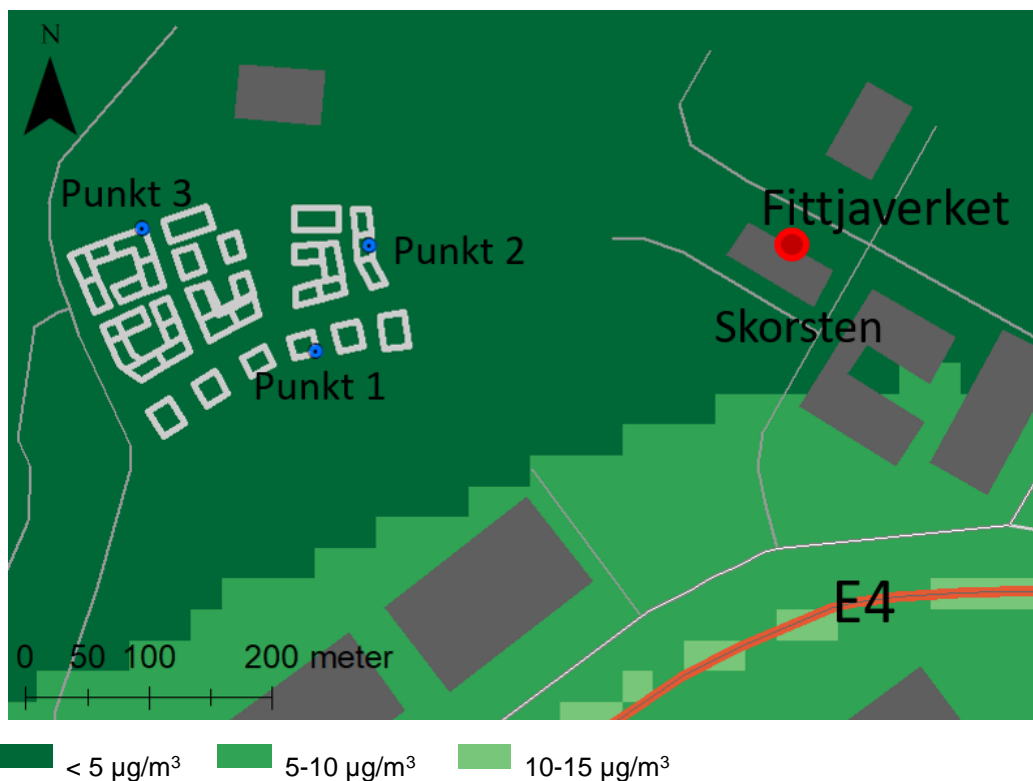 N
Punkt 3
Fittjaverket
Punkt 2
Skorsten
Punkt 1
E4
0 50 100 200 meter
< 5 µg/m³ 5-10 µg/m³ 10-15 µg/m³